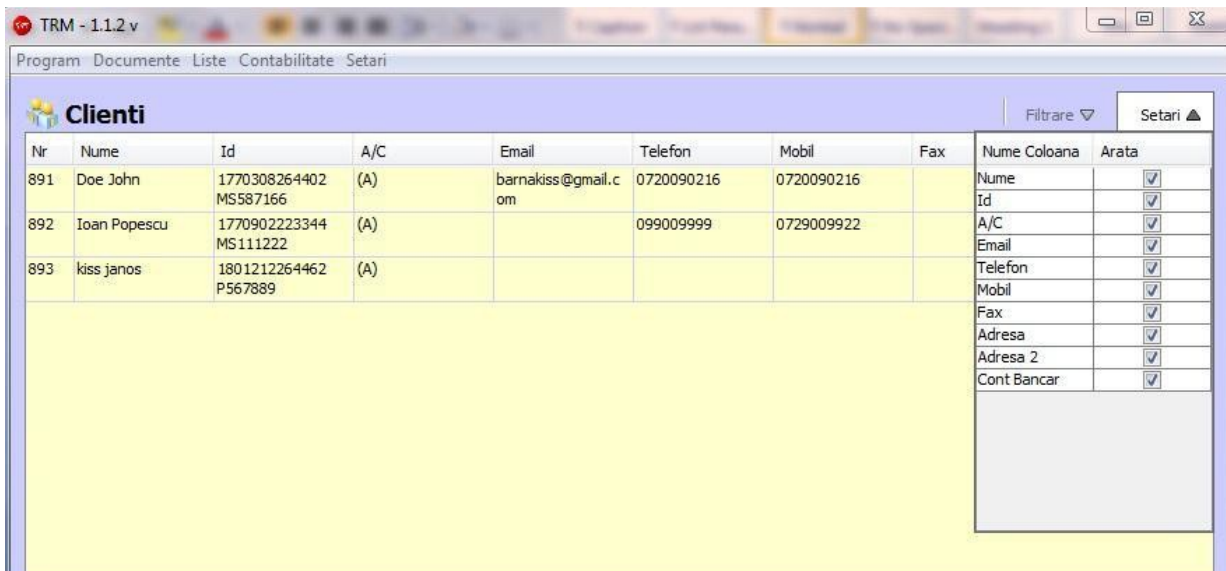 TRM - 1.1.2 v
Program Documente Liste Contabilitate Setari
Clienti
Filtrare Setari
Nr Nume Id A/C Email Telefon Mobil Fax Nume Coloana Arata
891 Doe John 1770308264402 (A) barnakiss@gmail.c 0720090216 0720090216
MS587166 om
892 Ioan Popescu 1770902223344 (A) 099009999 0729009922
MS111222
893 kiss janos 1801212264462 (A)
P567889
Nume
Id
A/C
Email
Telefon
Mobil
Fax
Adresa
Adresa 2
Cont Bancar